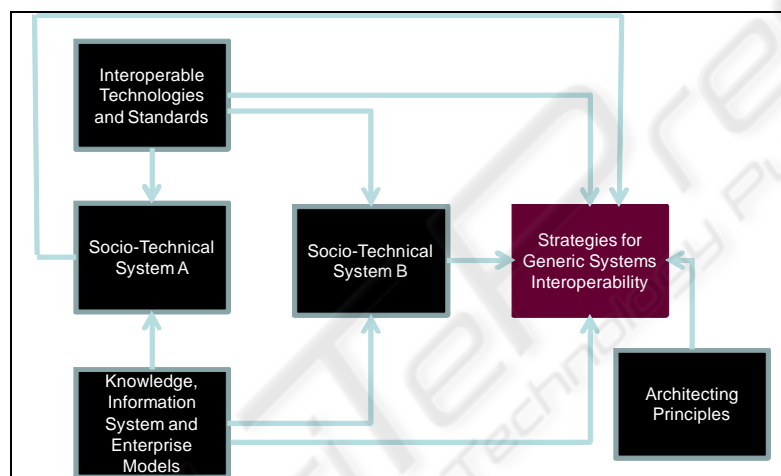 Interoperable
Technologies
and Standards
Socio-Technical
System A
Socio-Technical
System B
Strategies for
Generic Systems
Interoperability
Knowledge,
Information
System and
Enterprise
Models
Architecting
Principles